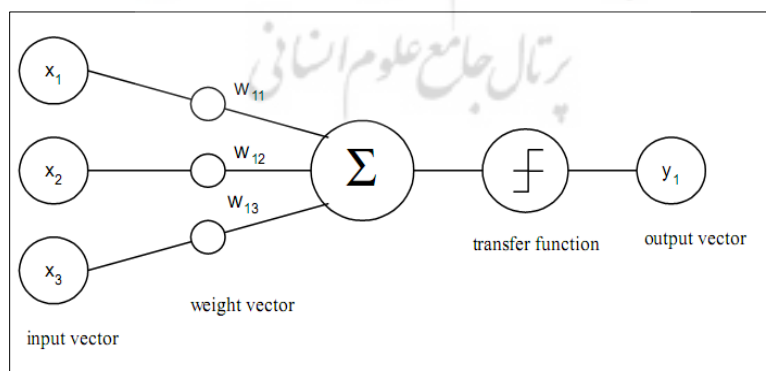 پرتال جامع علوم انسانی
x1
W11
x2
W12
Σ
y1
W13
x3
transfer function
output vector
weight vector
input vector